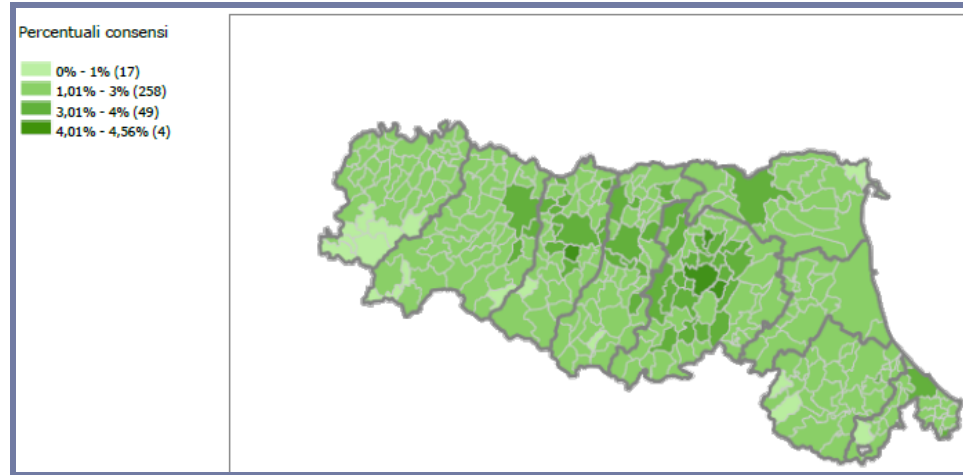 Percentuali consensi
0% - 1% (17)
1,01% - 3% (258)
3,01% - 4% (49)
4,01% - 4,56% (4)